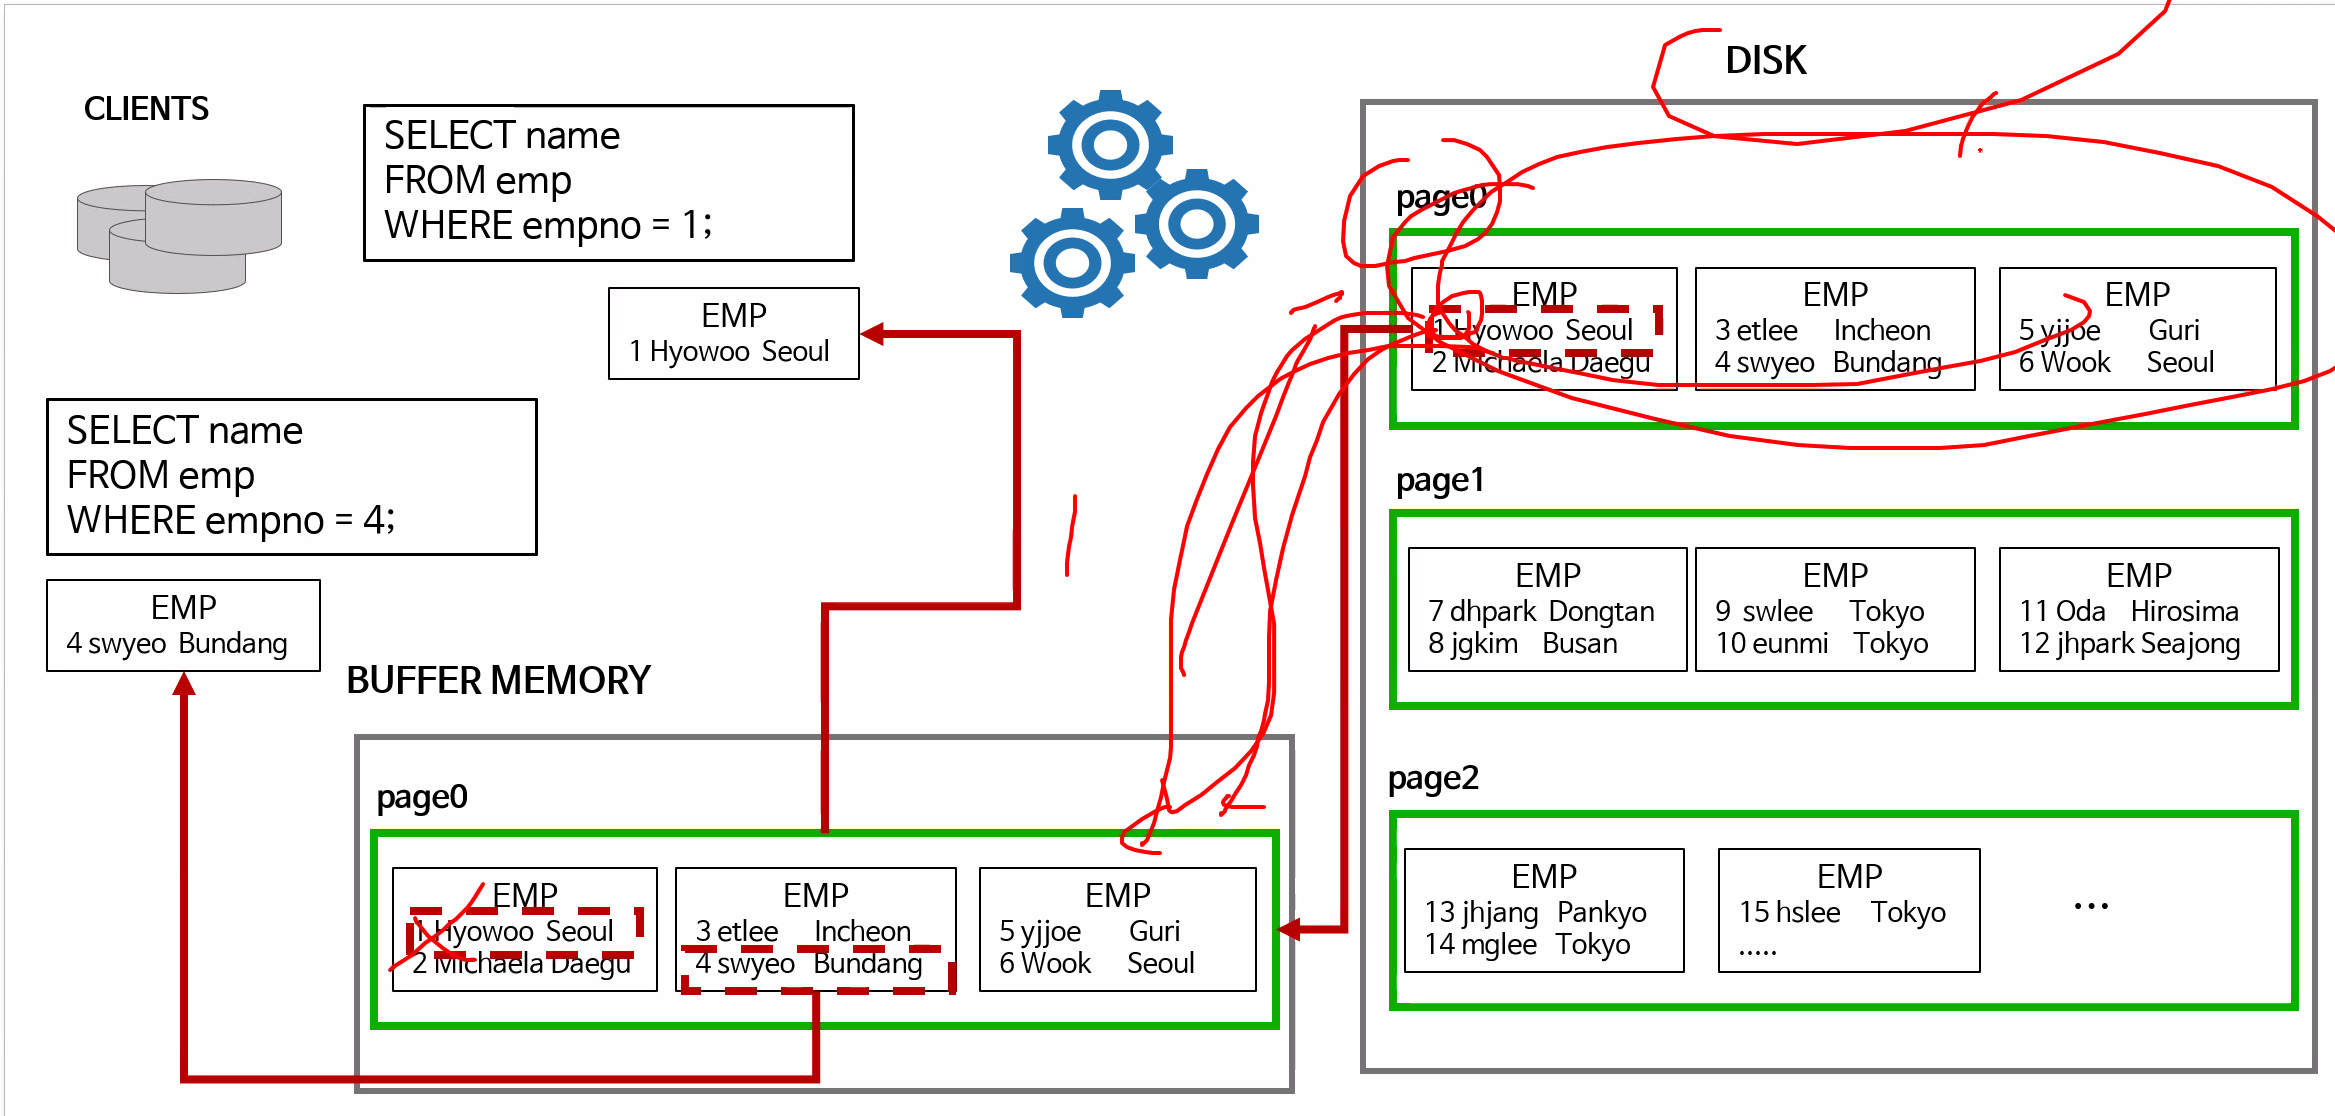 CLIENTS
SELECT name
FROM emp
WHERE empno = 1;
EMP
1 Hyowoo Seoul
SELECT name
FROM emp
WHERE empno = 4;
EMP
4 swyeo Bundang
BUFFER MEMORY
page0
EMP
1 Hyowoo Seoul
2 Michaela Daegu
EMP
3 etlee Incheon
4 swyeo Bundang
EMP
5 yjjoe Guri
6 Wook Seoul
DISK
page0
EMP
1 Hyowoo Seoul
2 Michaela Daegu
EMP
3 etlee Incheon
4 swyeo Bundang
EMP
5 yjjoe Guri
6 Wook Seoul
page1
EMP
7 dhpark Dongtan
8 jgkim Busan
EMP
9 swlee Tokyo
10 eunmi Tokyo
EMP
11 Oda Hirosima
12 jhpark Seajong
page2
EMP
13 jhjang Pankyo
14 mglee Tokyo
EMP
15 hslee Tokyo
.....
...